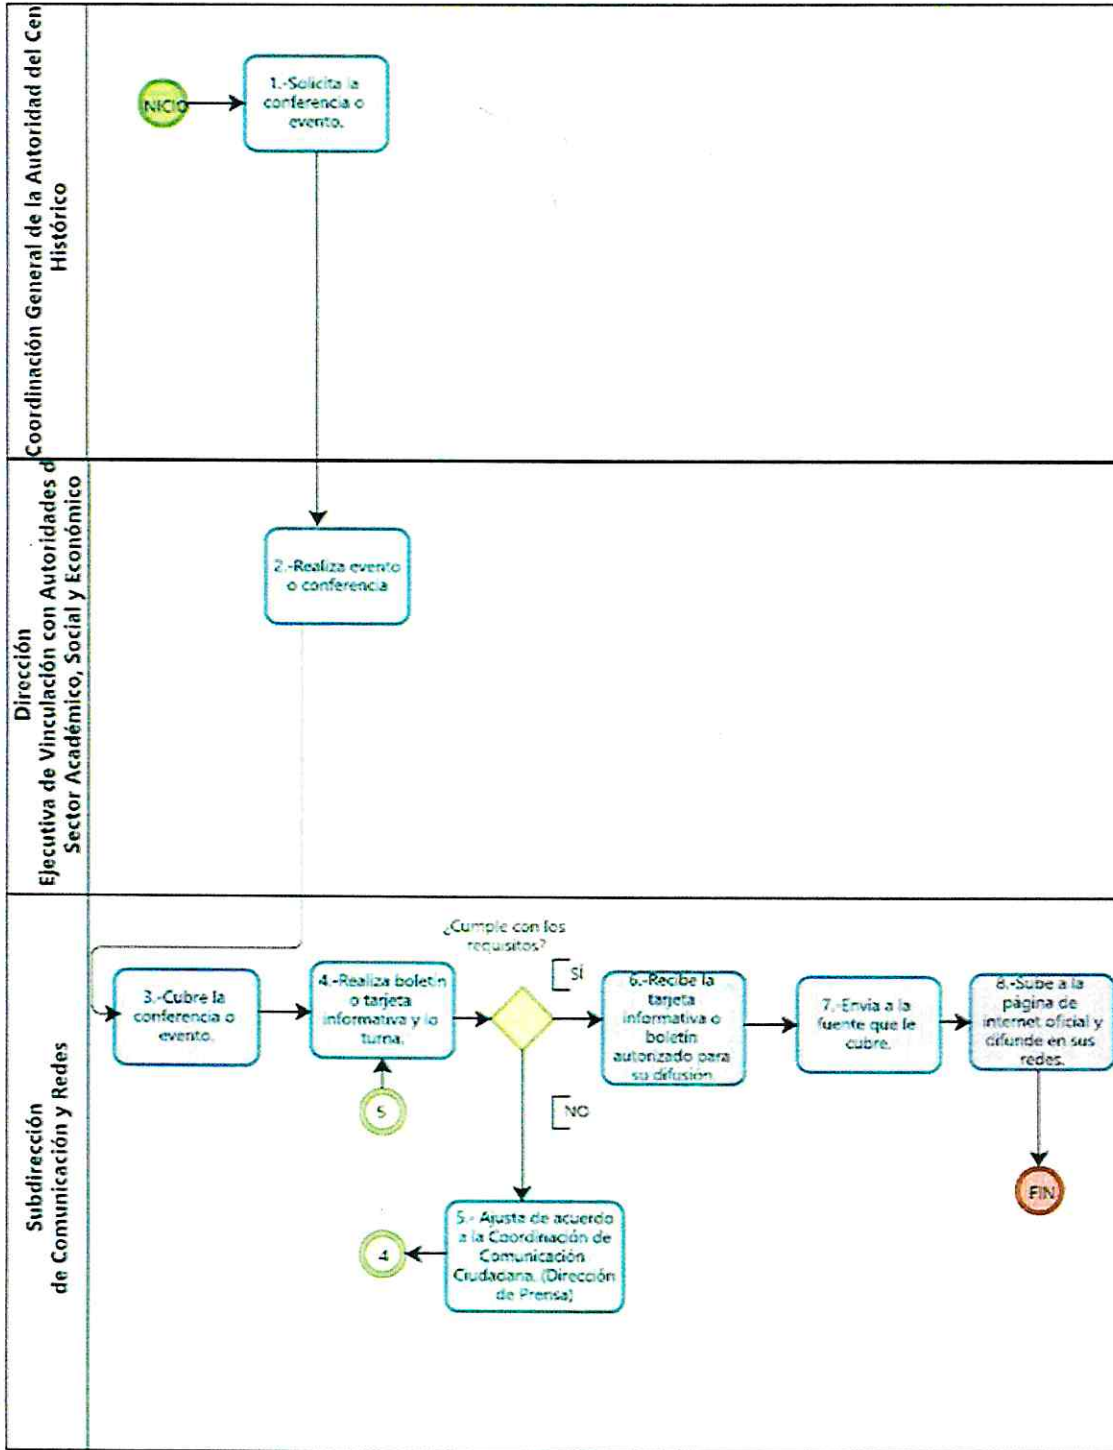 Coordinación General de la Autoridad del Cen
Histórico
INICIO
1.-Solicita la
conferencia o
evento.
Dirección
Ejecutiva de Vinculación con Autoridades d
Sector Académico, Social y Económico
2.-Realiza evento
o conferencia
Subdirección
de Comunicación y Redes
3.-Cubre la
conferencia o
evento.
4.-Realiza boletín
o tarjeta
informativa y lo
turna.
5
¿Cumple con los
requisitos?
SÍ
NO
5.- Ajusta de acuerdo
a la Coordinación de
Comunicación
Ciudadana. (Dirección
de Prensa)
4
6.-Recibe la
tarjeta
informativa o
boletín
autorizado para
su difusión.
7.-Envía a la
fuente que le
cubre.
8.-Sube a la
página de
internet oficial y
difunde en sus
redes.
FIN